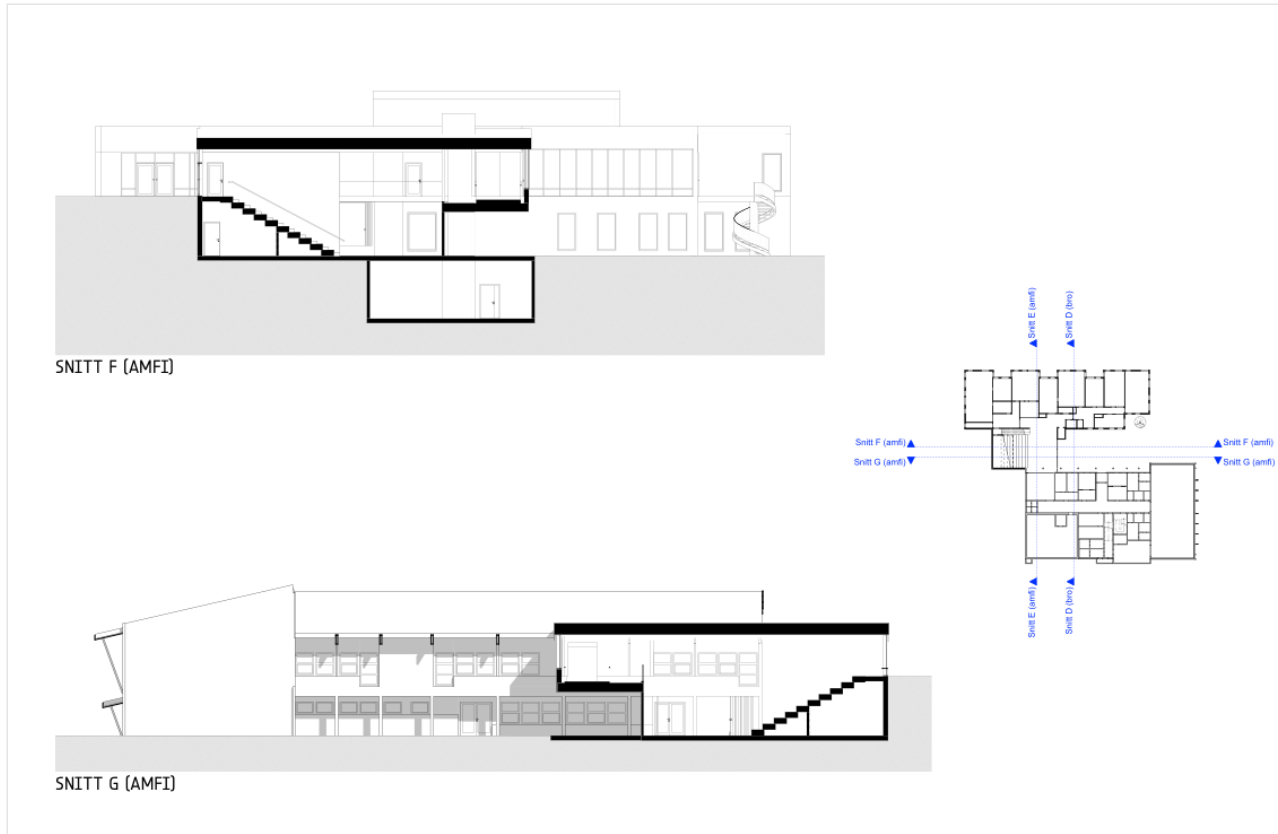 SNITT F (AMFI)
Snitt E (amfi)
Snitt D (bro)
Snitt F (amfi)
Snitt F (amfi)
Snitt G (amfi)
Snitt G (amfi)
Snitt E (amfi)
Snitt D (bro)
SNITT G (AMFI)